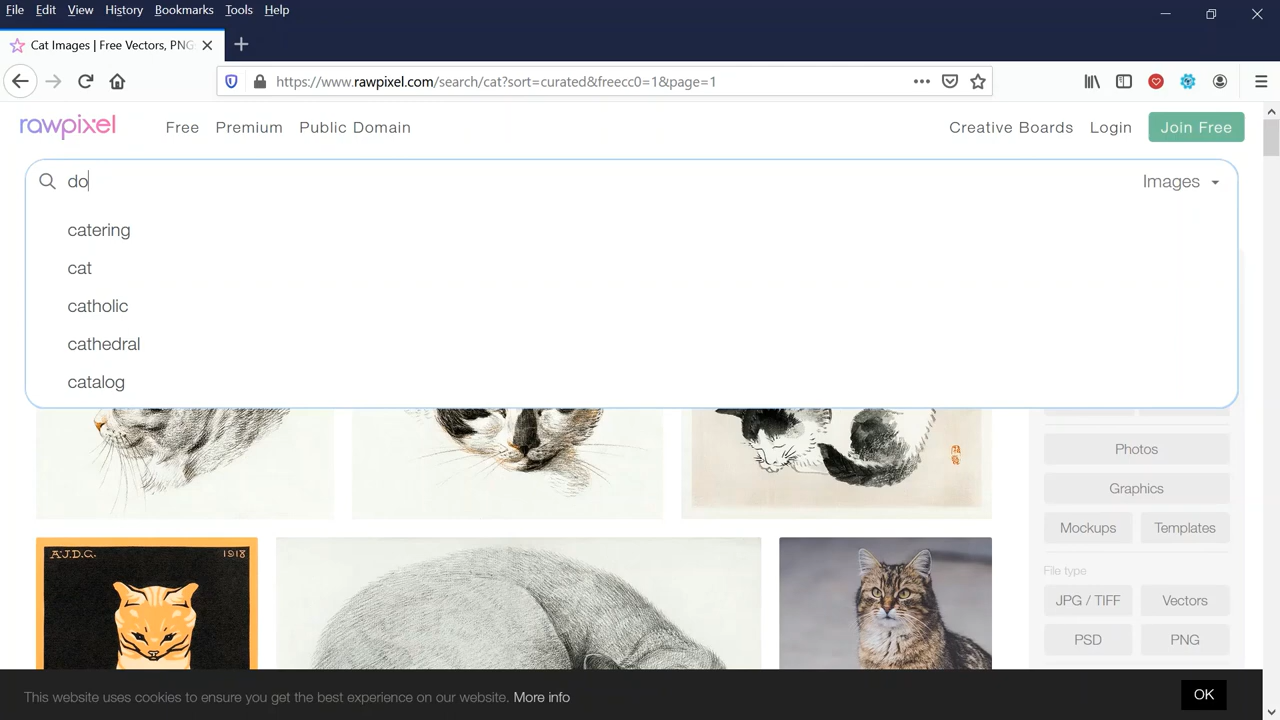 File Edit View History Bookmarks Tools Help
Cat Images | Free Vectors, PNG
https://www.rawpixel.com/search/cat?sort=curated&freecc0=1&page=1
rawpixel Free Premium Public Domain Creative Boards Login Join Free
do Images
catering
cat
catholic
cathedral
catalog
Photos
Graphics
Mockups Templates
File type
JPG / TIFF Vectors
PSD PNG
A.J.D.G. 1918
This website uses cookies to ensure you get the best experience on our website. More info OK